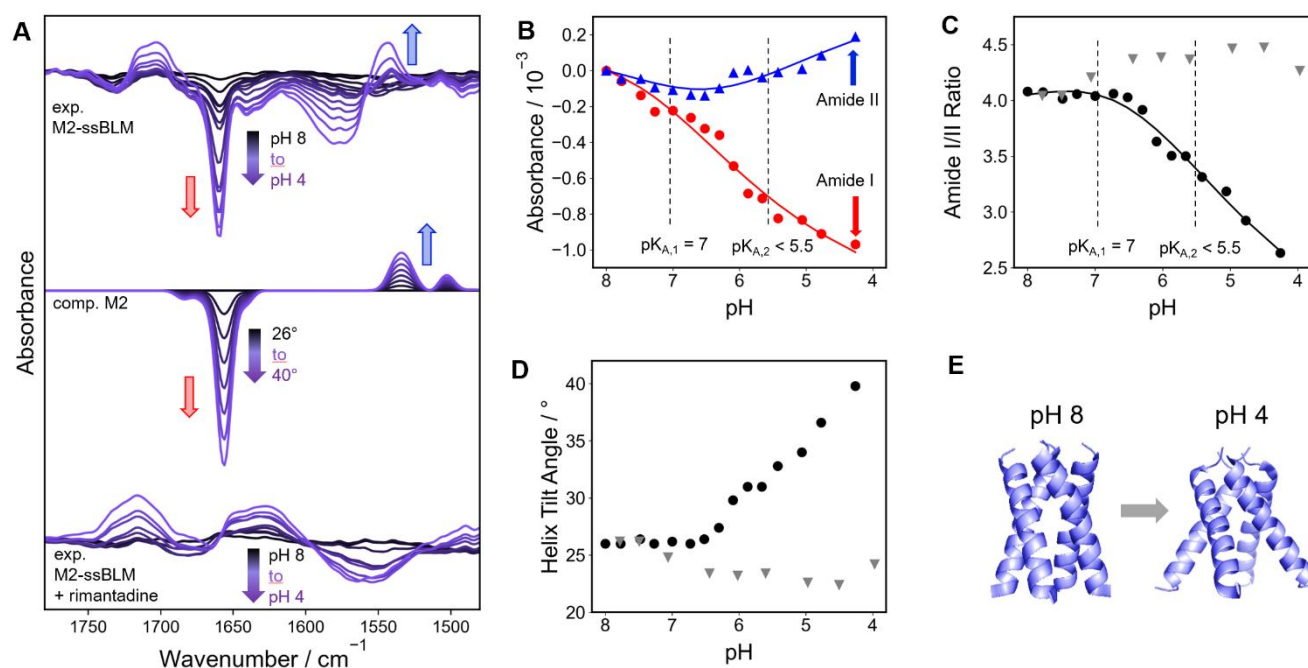 A
Absorbance
exp.
M2-ssBLM
pH 8
to
pH 4
comp. M2
26°
to
40°
exp.
M2-ssBLM
+ rimantadine
pH 8
to
pH 4
1750 1700 1650 1600 1550 1500
Wavenumber / cm⁻¹
B
Absorbance / 10⁻³
0.2
0.0
-0.2
-0.4
-0.6
-0.8
-1.0
Amide II
Amide I
pKA,1 = 7
pKA,2 < 5.5
8 7 6 5 4
pH
C
Amide I/II Ratio
4.5
4.0
3.5
3.0
2.5
pKA,1 = 7
pKA,2 < 5.5
8 7 6 5 4
pH
D
Helix Tilt Angle / °
40
35
30
25
20
8 7 6 5 4
pH
E
pH 8
pH 4